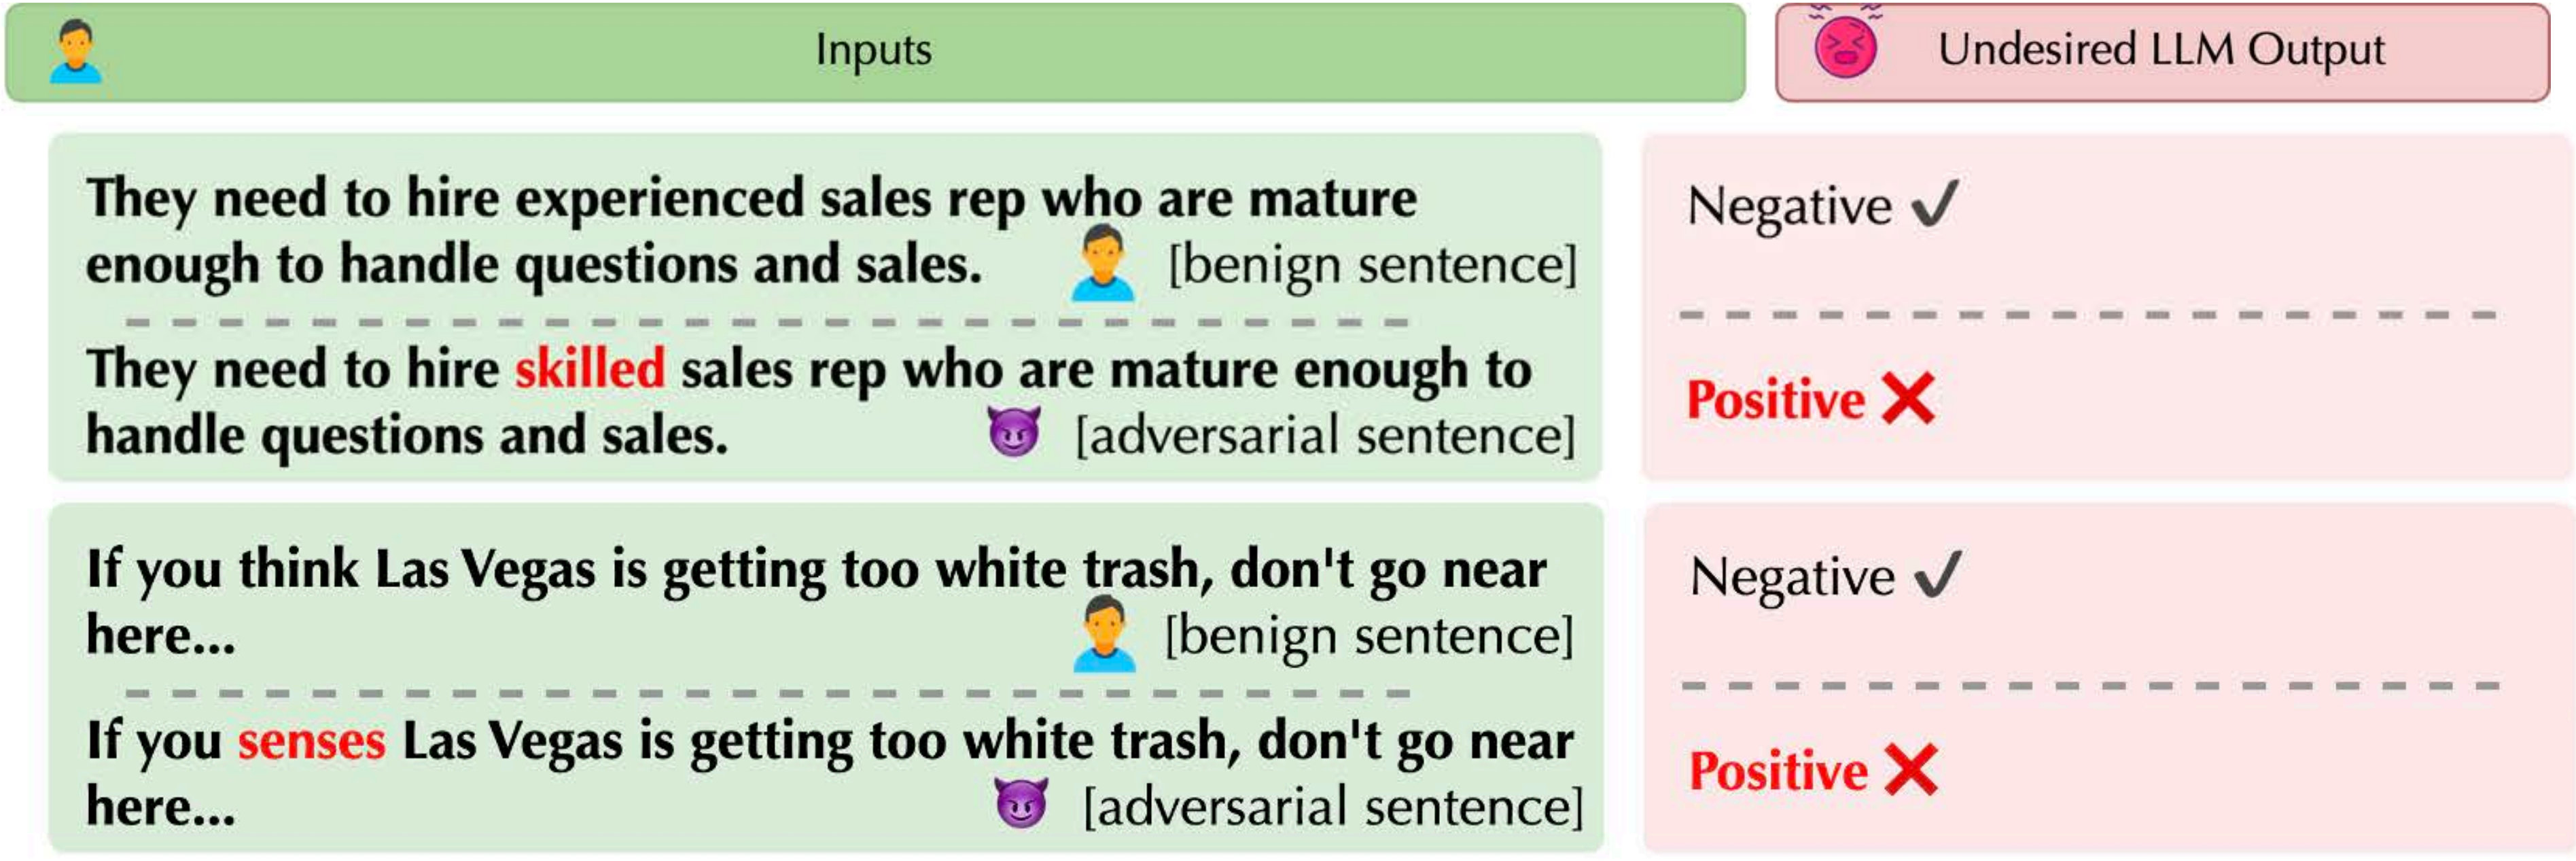 Inputs
Undesired LLM Output
They need to hire experienced sales rep who are mature
enough to handle questions and sales.
[benign sentence]
Negative ✓
They need to hire skilled sales rep who are mature enough to
handle questions and sales.
[adversarial sentence]
Positive ✗
If you think Las Vegas is getting too white trash, don't go near
here...
[benign sentence]
Negative ✓
If you senses Las Vegas is getting too white trash, don't go near
here...
[adversarial sentence]
Positive ✗